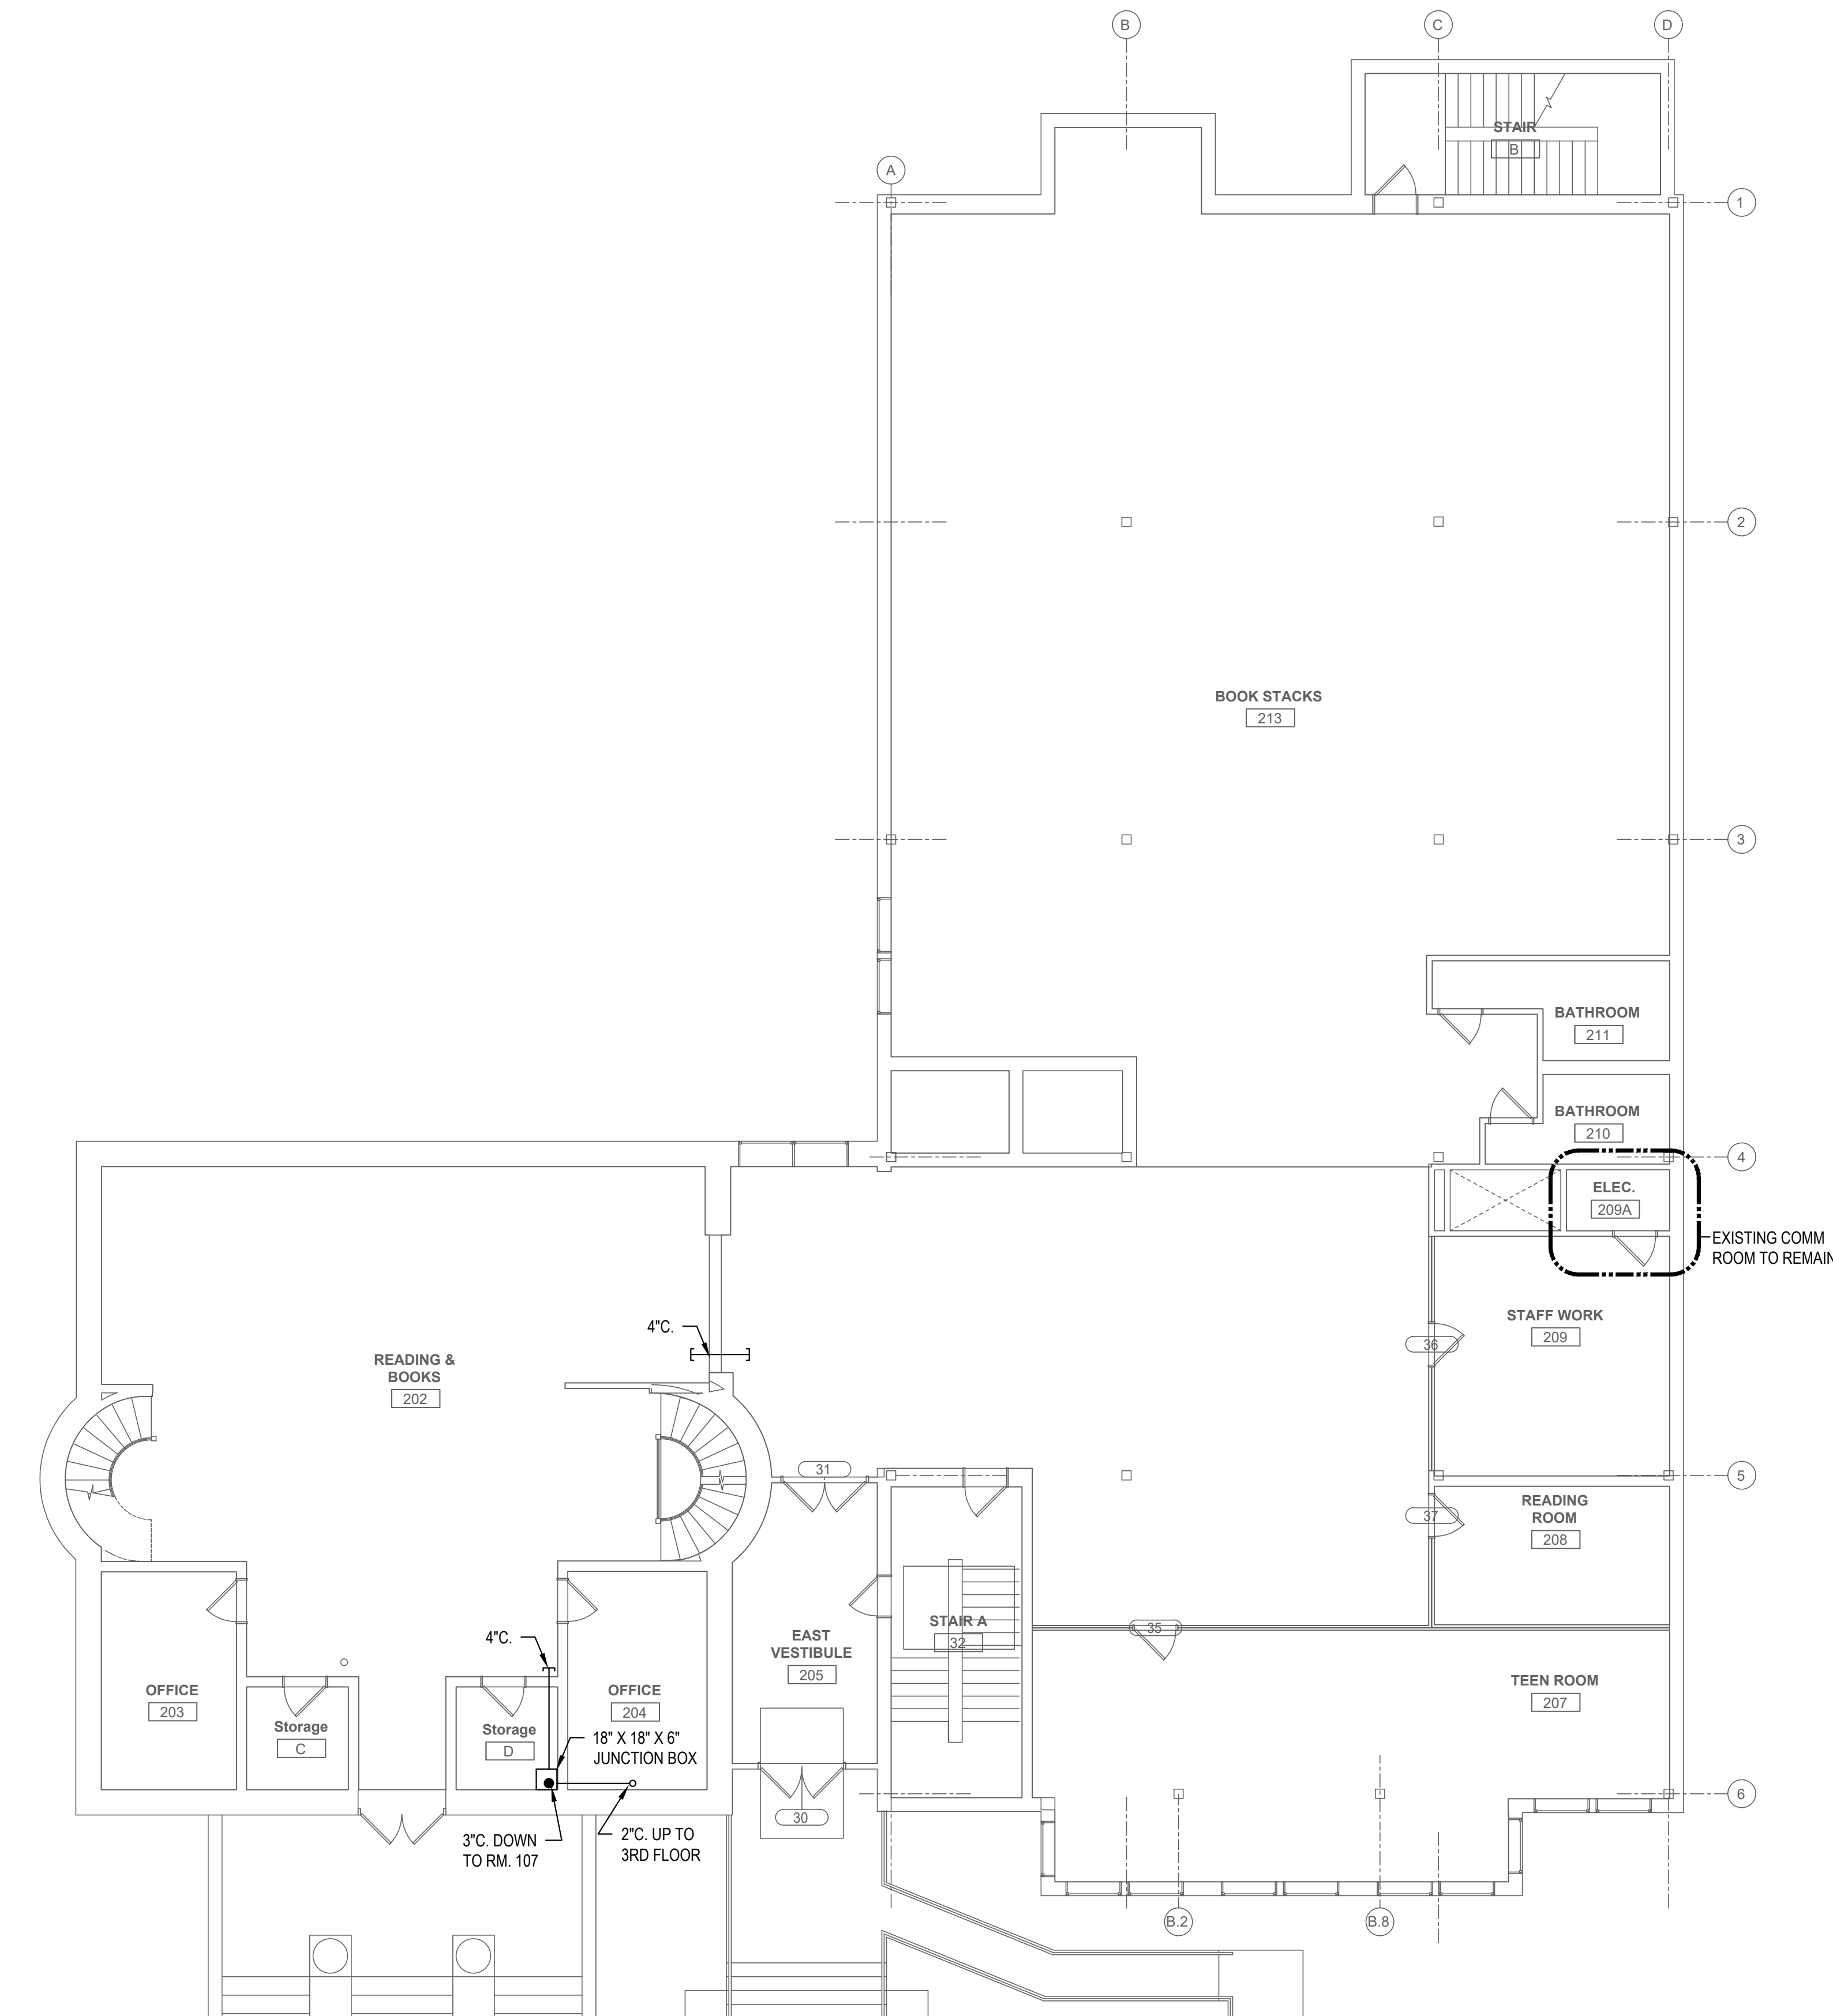 B
C
D
STAIR
B
A
1
2
BOOK STACKS
213
3
BATHROOM
211
BATHROOM
210
4
ELEC.
209A
EXISTING COMM
ROOM TO REMAIN
STAFF WORK
209
36
4"C.
READING &
BOOKS
202
31
5
READING
ROOM
208
37
STAIR A
32
35
EAST
VESTIBULE
205
4"C.
OFFICE
203
Storage
C
Storage
D
OFFICE
204
TEEN ROOM
207
18" X 18" X 6"
JUNCTION BOX
6
30
3"C. DOWN
TO RM. 107
2"C. UP TO
3RD FLOOR
B.2
B.8